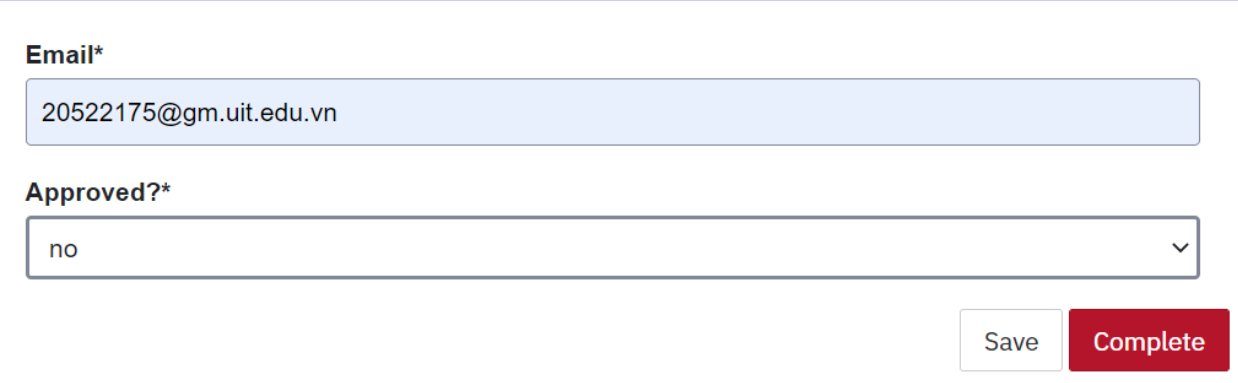 Email*
20522175@gm.uit.edu.vn
Approved?*
no
Save Complete